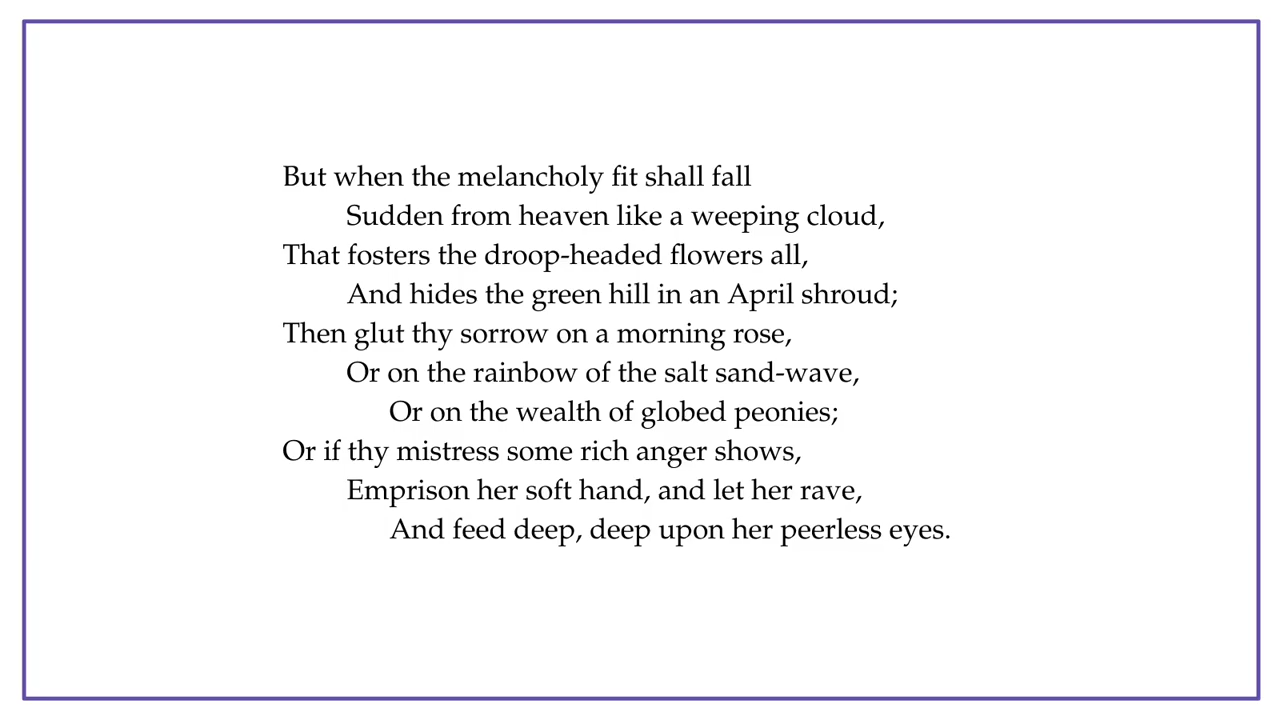 But when the melancholy fit shall fall
Sudden from heaven like a weeping cloud,
That fosters the droop-headed flowers all,
And hides the green hill in an April shroud;
Then glut thy sorrow on a morning rose,
Or on the rainbow of the salt sand-wave,
Or on the wealth of globed peonies;
Or if thy mistress some rich anger shows,
Emprison her soft hand, and let her rave,
And feed deep, deep upon her peerless eyes.